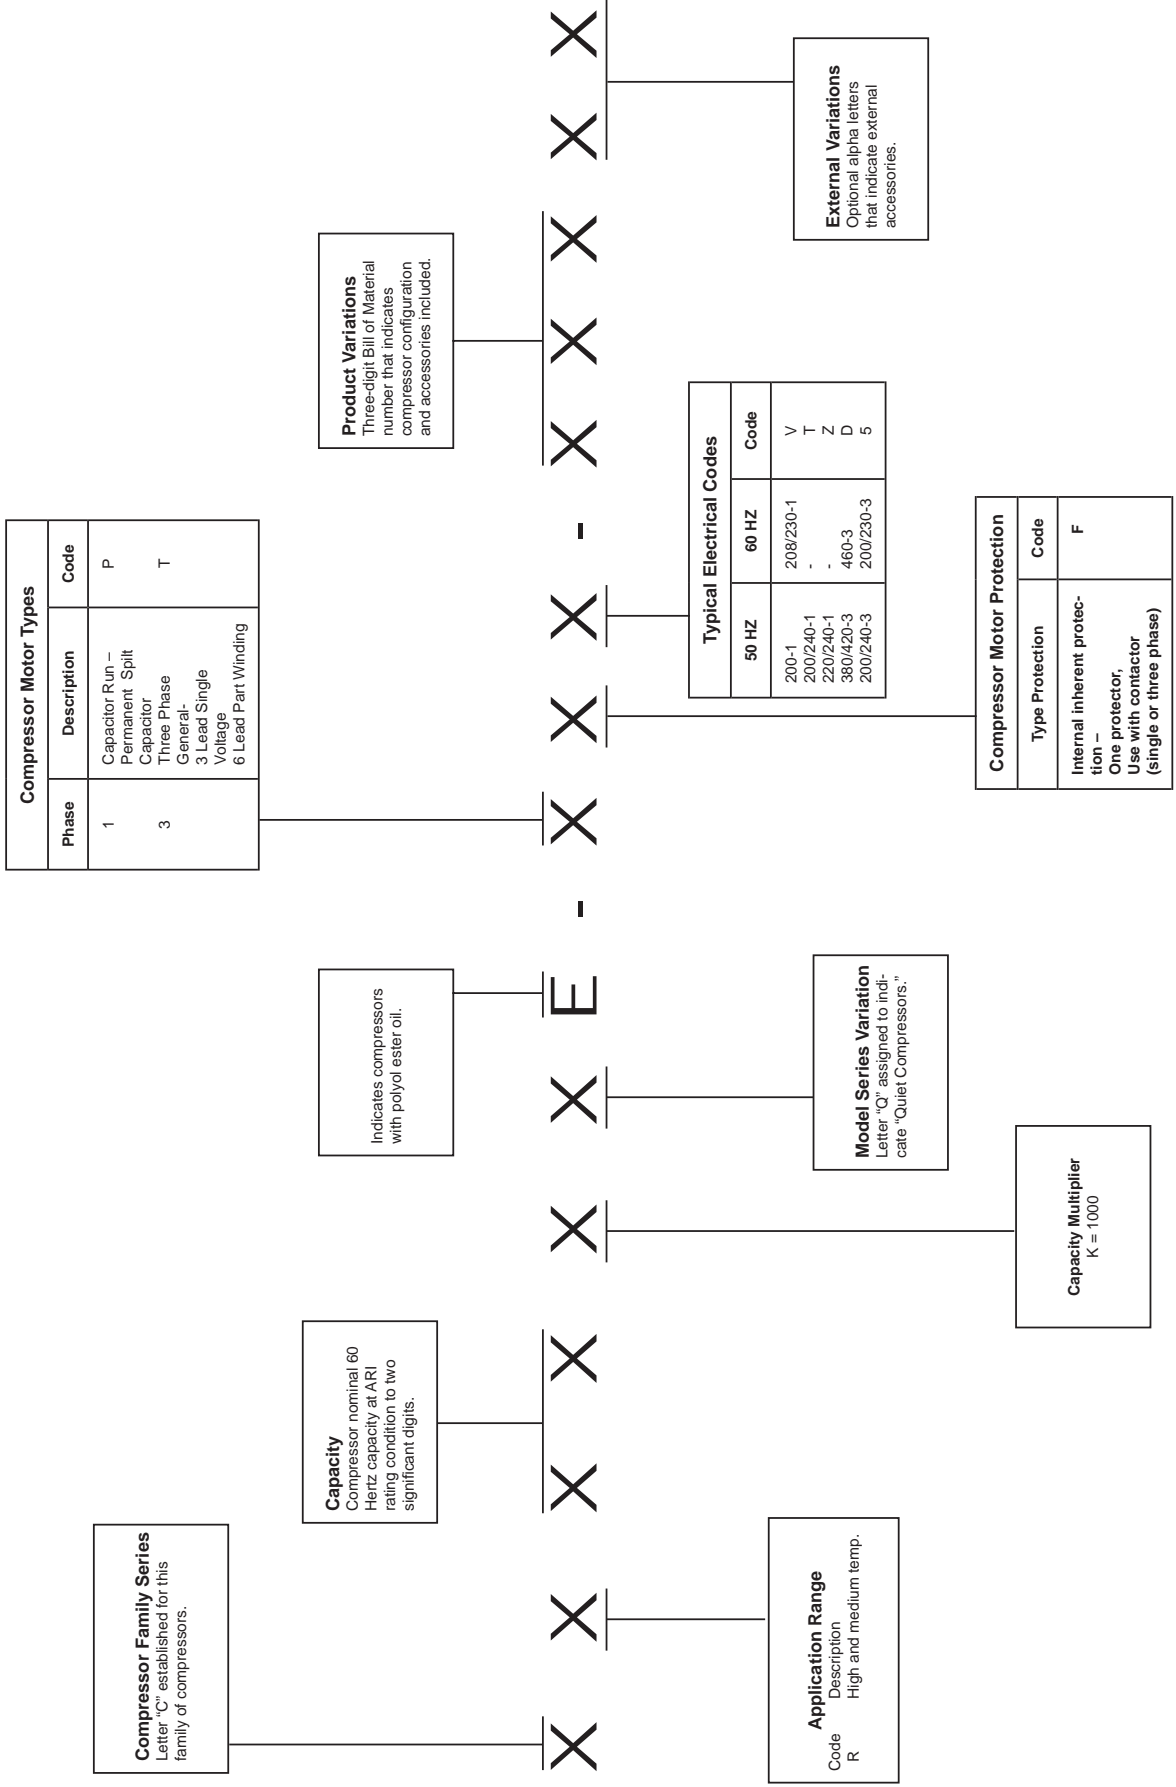 Compressor Family Series
Letter “C” established for this
family of compressors.
Capacity
Compressor nominal 60
Hertz capacity at ARI
rating condition to two
significant digits.
Indicates compressors
with polyol ester oil.
Compressor Motor Types
Phase Description Code
1 Capacitor Run – P
Permanent Spilt
Capacitor
3 Three Phase T
General-
3 Lead Single
Voltage
6 Lead Part Winding
Product Variations
Three-digit Bill of Material
number that indicates
compressor configuration
and accessories included.
X X X X X X E - X X X - X X X X X
Application Range
Code Description
R High and medium temp.
Capacity Multiplier
K = 1000
Model Series Variation
Letter “Q” assigned to indi-
cate “Quiet Compressors.”
Compressor Motor Protection
Type Protection Code
Internal inherent protec- F
tion –
One protector,
Use with contactor
(single or three phase)
Typical Electrical Codes
50 HZ 60 HZ Code
200-1 208/230-1 V
200/240-1 - T
220/240-1 - Z
380/420-3 460-3 D
200/240-3 200/230-3 5
External Variations
Optional alpha letters
that indicate external
accessories.